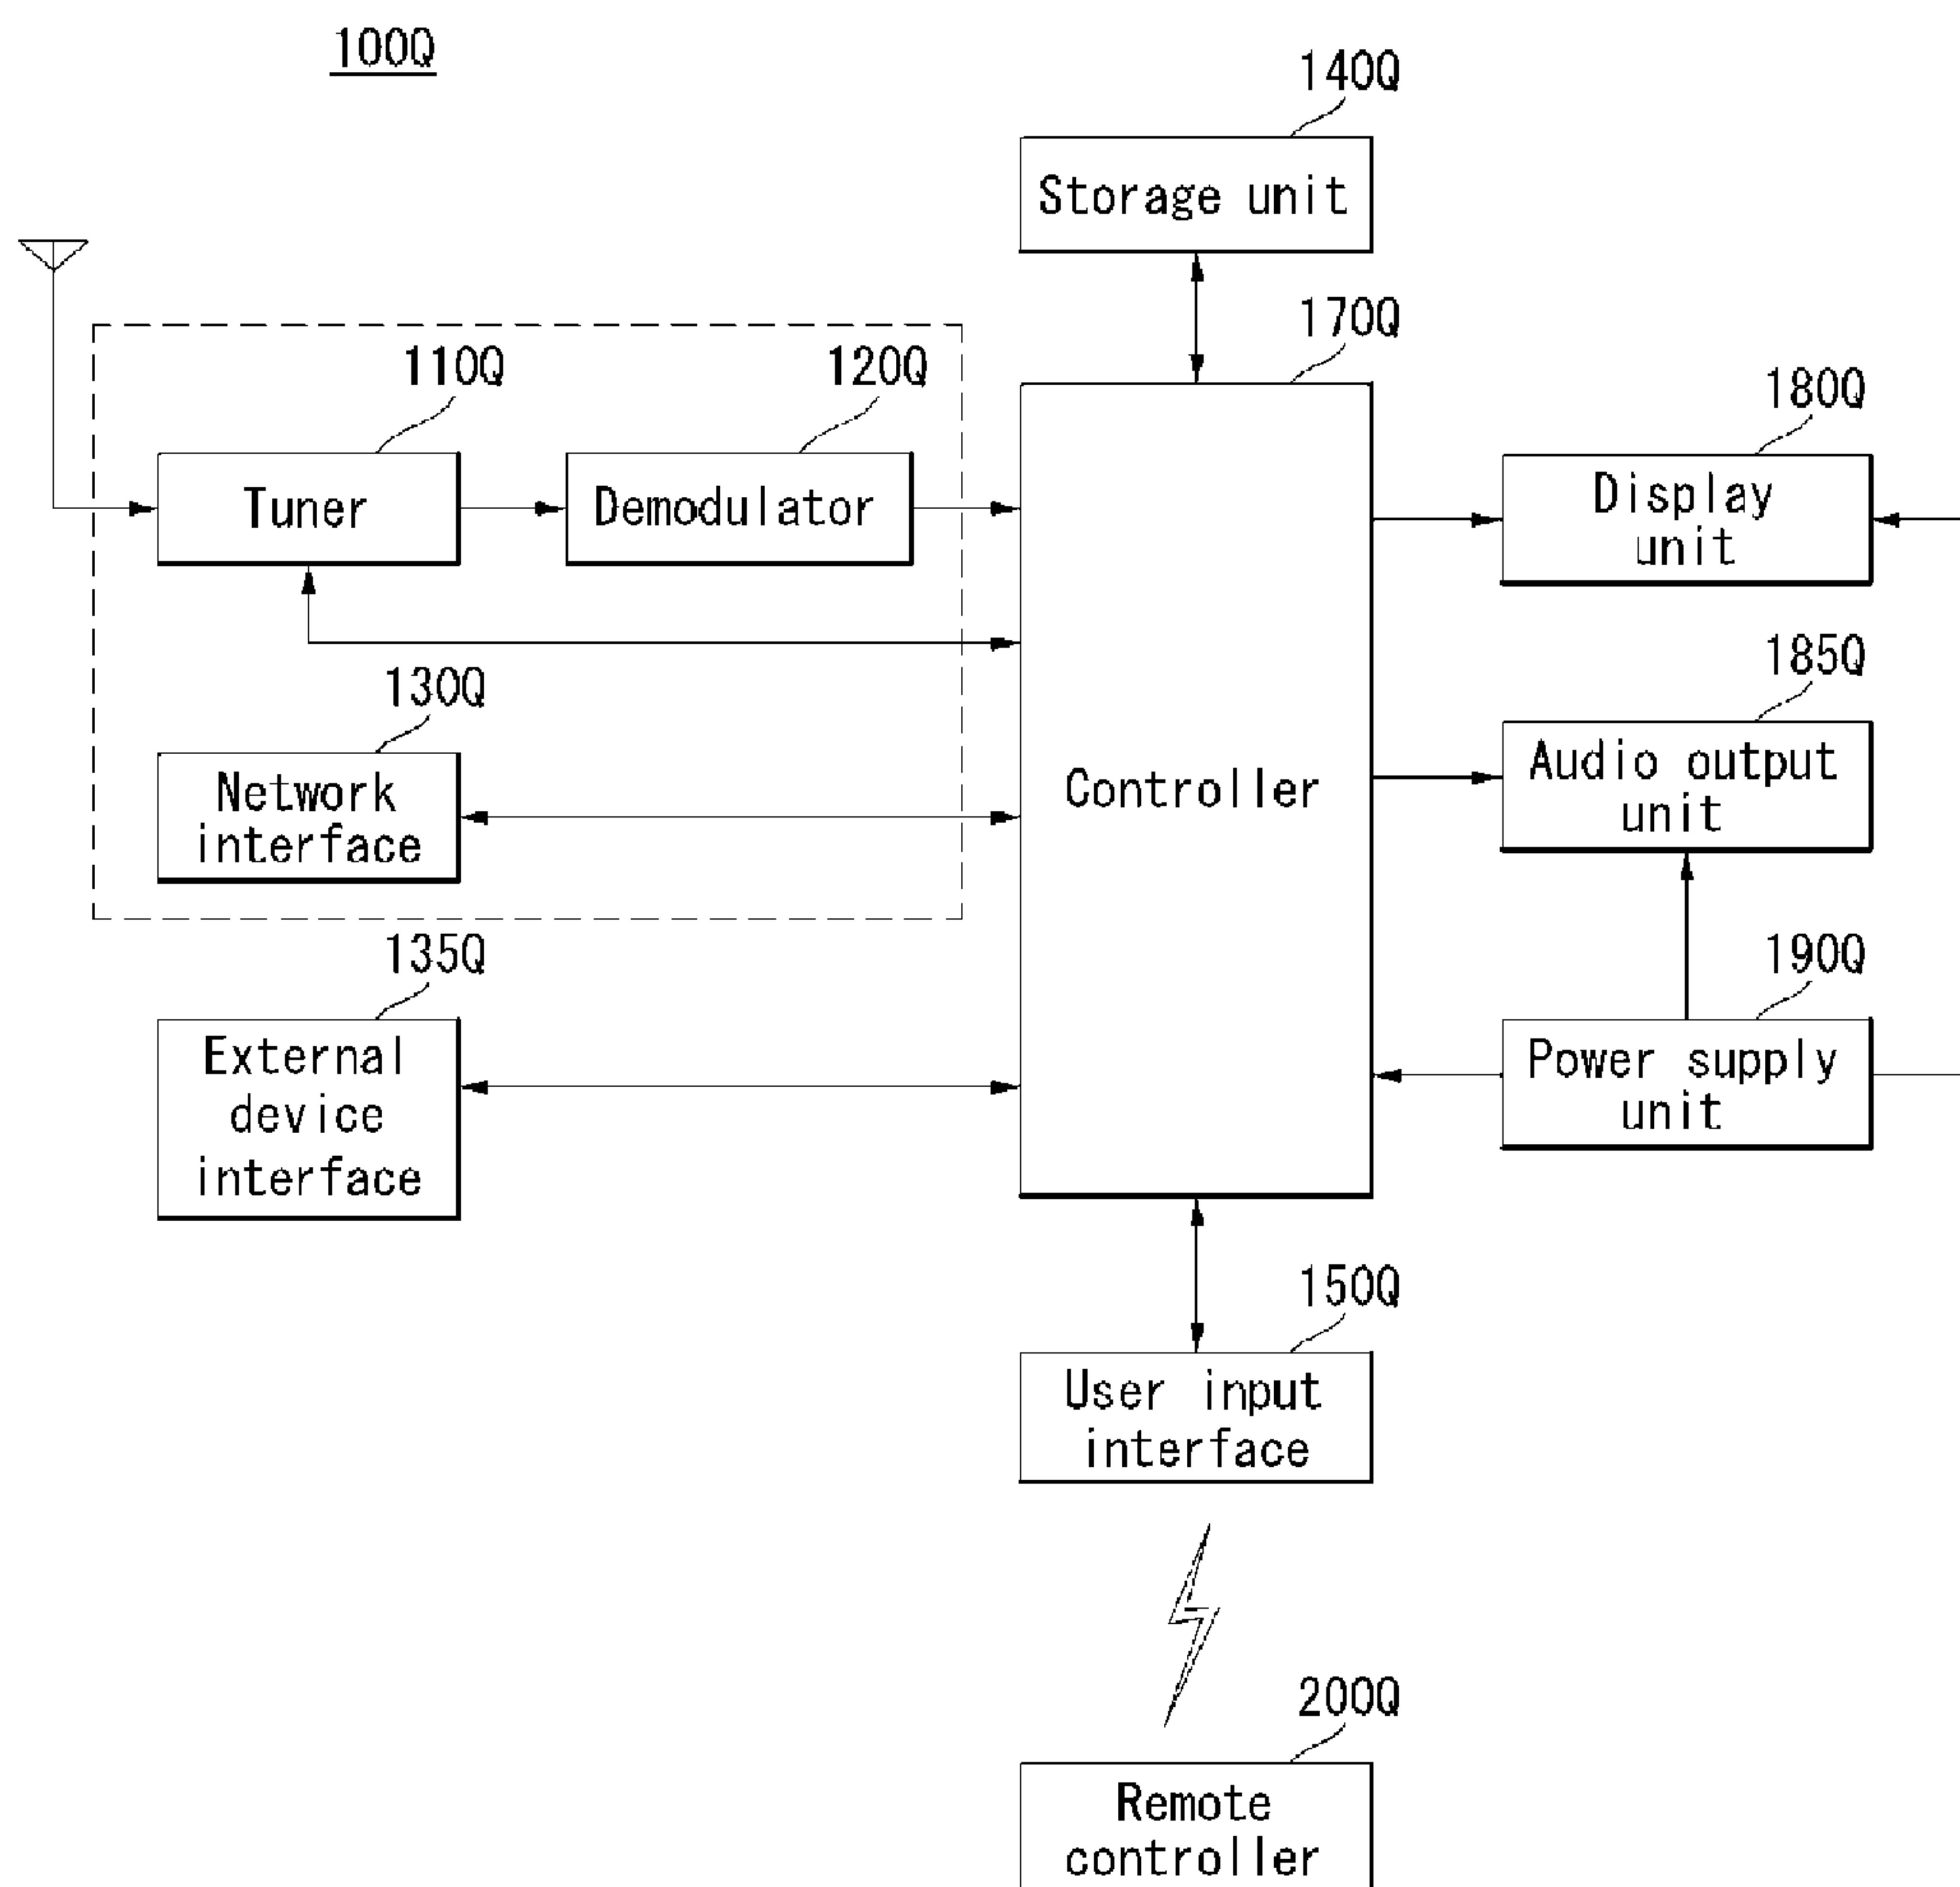 100Q
140Q
Storage unit
170Q
110Q
120Q
Tuner
Demodulator
180Q
Display
unit
130Q
Network
interface
Controller
185Q
Audio output
unit
135Q
External
device
interface
190Q
Power supply
unit
150Q
User input
interface
200Q
Remote
controller